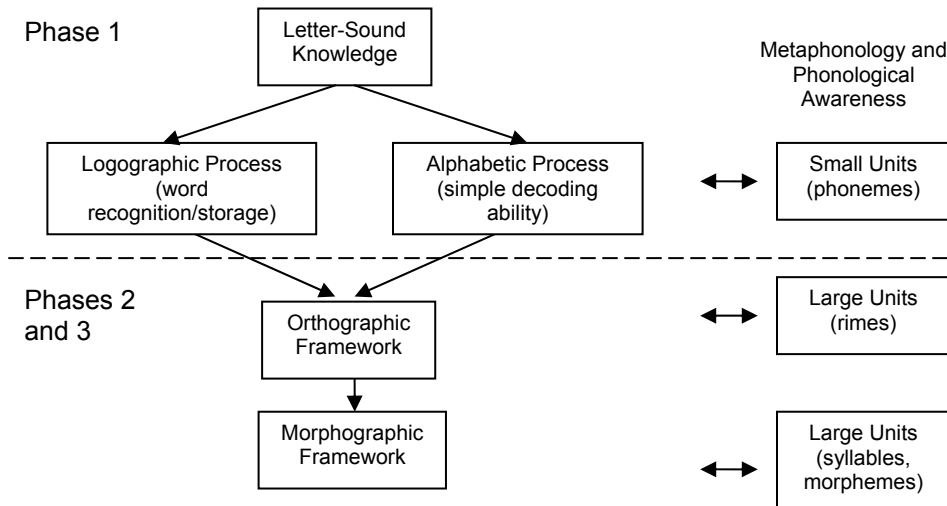 Phase 1
Letter-Sound
Knowledge
Metaphonology and
Phonological
Awareness
Logographic Process
(word
recognition/storage)
Alphabetic Process
(simple decoding
ability)
Small Units
(phonemes)
Phases 2
and 3
Orthographic
Framework
Large Units
(rimes)
Morphographic
Framework
Large Units
(syllables,
morphemes)